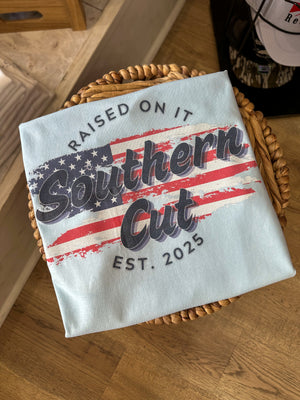 RAISED ON IT
Southern
Cut
EST. 2025